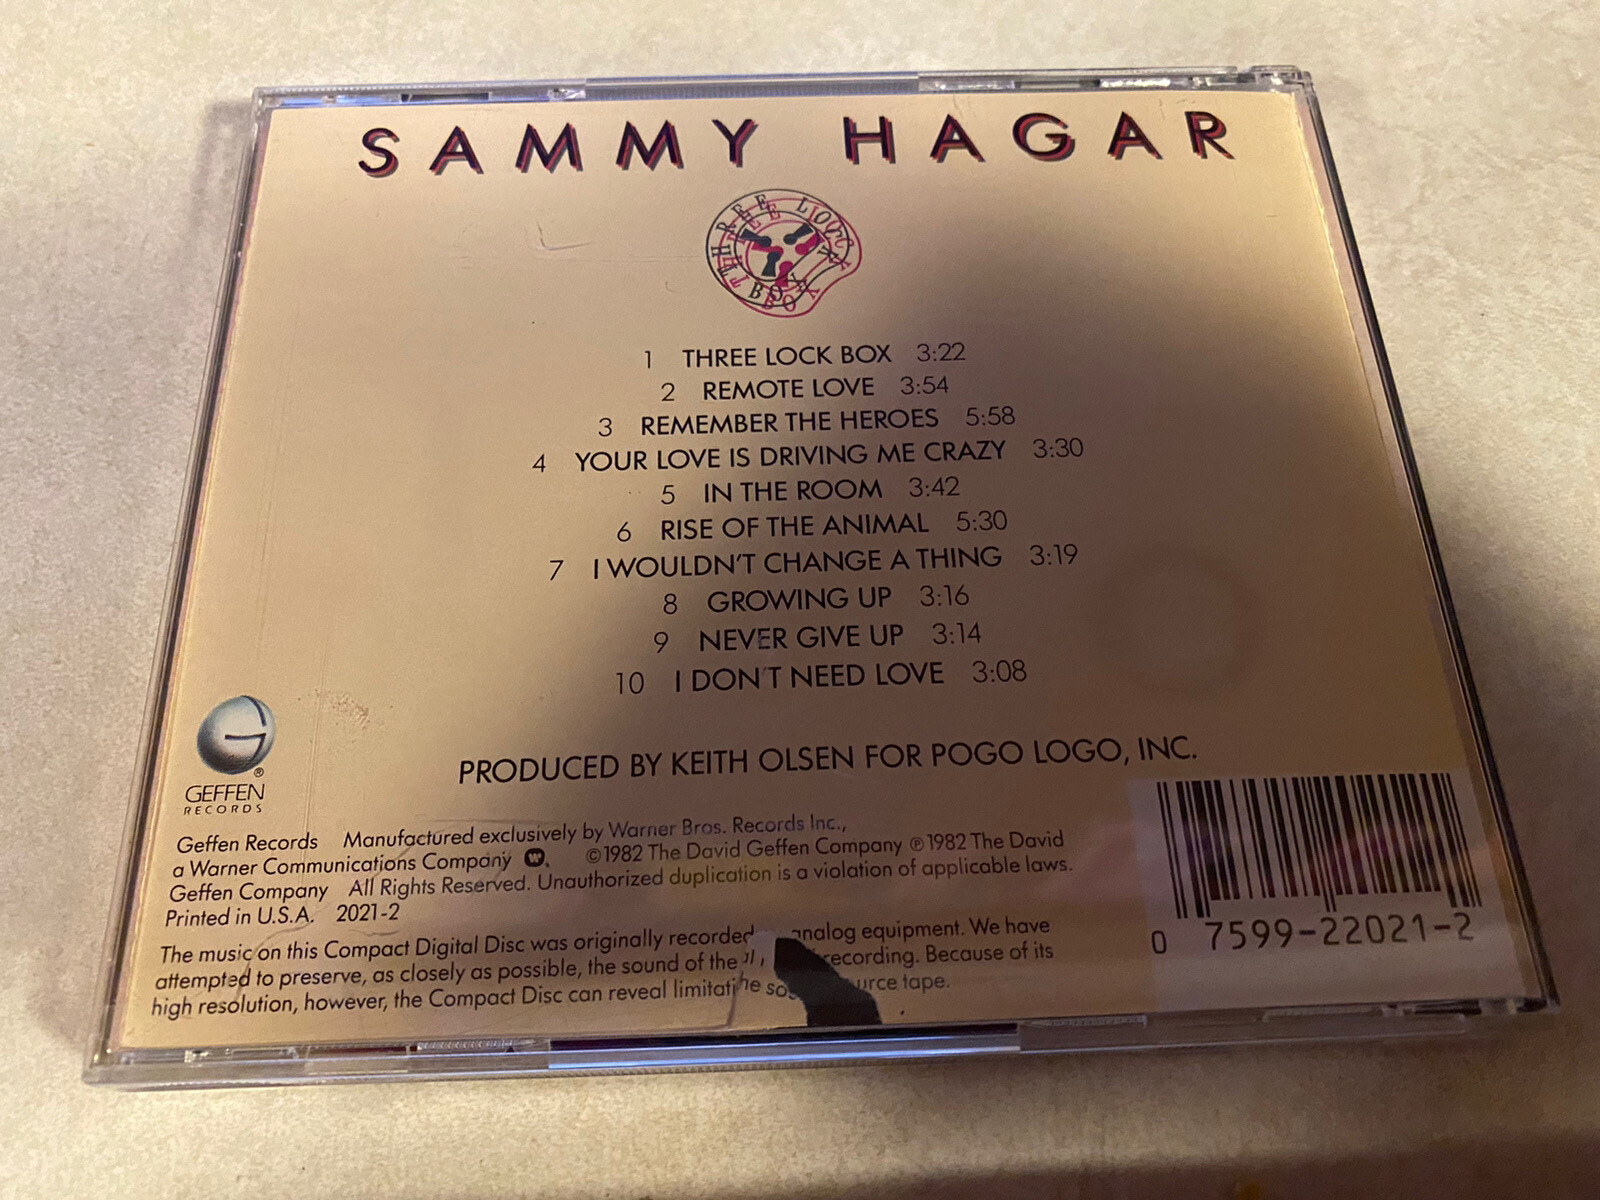 SAMMY HAGAR
THREE LOCK BOX
1 THREE LOCK BOX 3:22
2 REMOTE LOVE 3:54
3 REMEMBER THE HEROES 5:58
4 YOUR LOVE IS DRIVING ME CRAZY 3:30
5 IN THE ROOM 3:42
6 RISE OF THE ANIMAL 5:30
7 I WOULDN'T CHANGE A THING 3:19
8 GROWING UP 3:16
9 NEVER GIVE UP 3:14
10 I DON'T NEED LOVE 3:08
PRODUCED BY KEITH OLSEN FOR POGO LOGO, INC.
G ®
GEFFEN
RECORDS
Geffen Records Manufactured exclusively by Warner Bros. Records Inc.,
a Warner Communications Company W. ©1982 The David Geffen Company ℗1982 The David
Geffen Company All Rights Reserved. Unauthorized duplication is a violation of applicable laws.
Printed in U.S.A. 2021-2
The music on this Compact Digital Disc was originally recorded analog equipment. We have
attempted to preserve, as closely as possible, the sound of the recording. Because of its
high resolution, however, the Compact Disc can reveal tape.
0 7599-22021-2